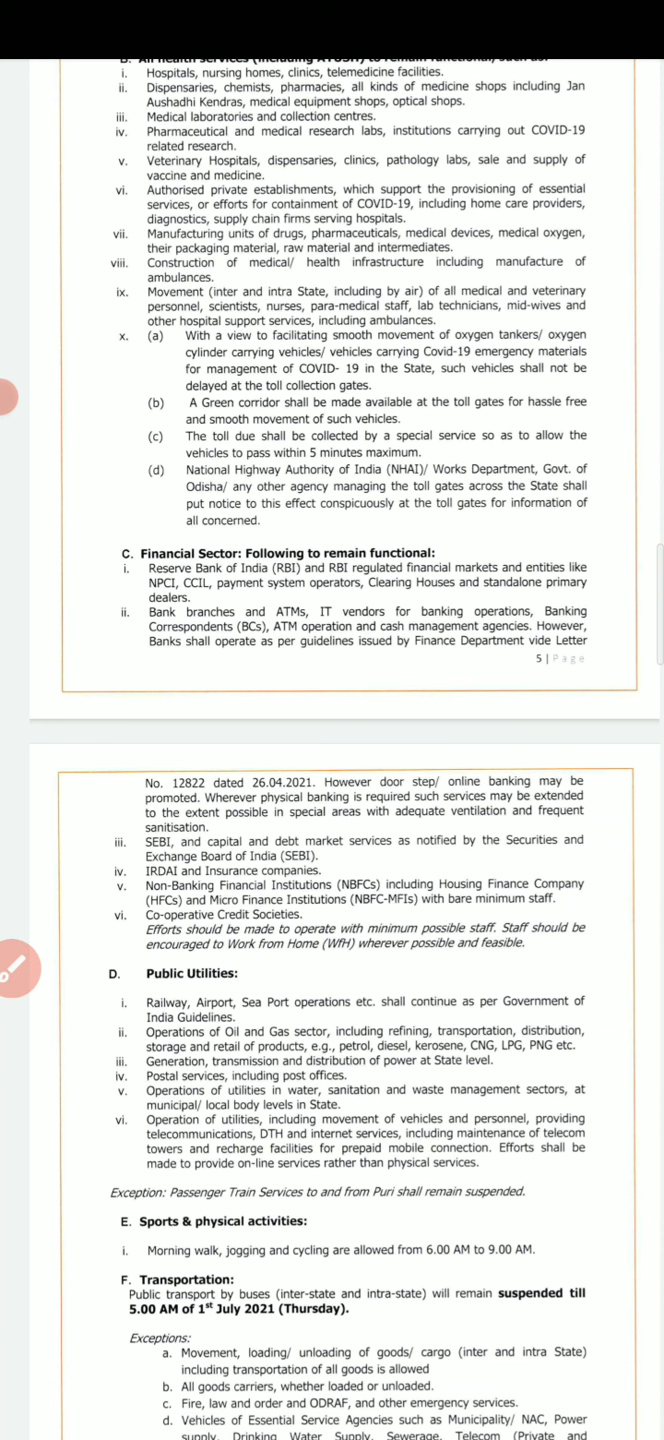 B. All health services (including AYUSH) to remain functional, such as:
i. Hospitals, nursing homes, clinics, telemedicine facilities.
ii. Dispensaries, chemists, pharmacies, all kinds of medicine shops including Jan
Aushadhi Kendras, medical equipment shops, optical shops.
iii. Medical laboratories and collection centres.
iv. Pharmaceutical and medical research labs, institutions carrying out COVID-19
related research.
v. Veterinary Hospitals, dispensaries, clinics, pathology labs, sale and supply of
vaccine and medicine.
vi. Authorised private establishments, which support the provisioning of essential
services, or efforts for containment of COVID-19, including home care providers,
diagnostics, supply chain firms serving hospitals.
vii. Manufacturing units of drugs, pharmaceuticals, medical devices, medical oxygen,
their packaging material, raw material and intermediates.
viii. Construction of medical/ health infrastructure including manufacture of
ambulances.
ix. Movement (inter and intra State, including by air) of all medical and veterinary
personnel, scientists, nurses, para-medical staff, lab technicians, mid-wives and
other hospital support services, including ambulances.
x. (a) With a view to facilitating smooth movement of oxygen tankers/ oxygen
cylinder carrying vehicles/ vehicles carrying Covid-19 emergency materials
for management of COVID- 19 in the State, such vehicles shall not be
delayed at the toll collection gates.
(b) A Green corridor shall be made available at the toll gates for hassle free
and smooth movement of such vehicles.
(c) The toll due shall be collected by a special service so as to allow the
vehicles to pass within 5 minutes maximum.
(d) National Highway Authority of India (NHAI)/ Works Department, Govt. of
Odisha/ any other agency managing the toll gates across the State shall
put notice to this effect conspicuously at the toll gates for information of
all concerned.
C. Financial Sector: Following to remain functional:
i. Reserve Bank of India (RBI) and RBI regulated financial markets and entities like
NPCI, CCIL, payment system operators, Clearing Houses and standalone primary
dealers.
ii. Bank branches and ATMs, IT vendors for banking operations, Banking
Correspondents (BCs), ATM operation and cash management agencies. However,
Banks shall operate as per guidelines issued by Finance Department vide Letter
5 | Page
No. 12822 dated 26.04.2021. However door step/ online banking may be
promoted. Wherever physical banking is required such services may be extended
to the extent possible in special areas with adequate ventilation and frequent
sanitisation.
iii. SEBI, and capital and debt market services as notified by the Securities and
Exchange Board of India (SEBI).
iv. IRDAI and Insurance companies.
v. Non-Banking Financial Institutions (NBFCs) including Housing Finance Company
(HFCs) and Micro Finance Institutions (NBFC-MFIs) with bare minimum staff.
vi. Co-operative Credit Societies.
Efforts should be made to operate with minimum possible staff. Staff should be
encouraged to Work from Home (WfH) wherever possible and feasible.
D. Public Utilities:
i. Railway, Airport, Sea Port operations etc. shall continue as per Government of
India Guidelines.
ii. Operations of Oil and Gas sector, including refining, transportation, distribution,
storage and retail of products, e.g., petrol, diesel, kerosene, CNG, LPG, PNG etc.
iii. Generation, transmission and distribution of power at State level.
iv. Postal services, including post offices.
v. Operations of utilities in water, sanitation and waste management sectors, at
municipal/ local body levels in State.
vi. Operation of utilities, including movement of vehicles and personnel, providing
telecommunications, DTH and internet services, including maintenance of telecom
towers and recharge facilities for prepaid mobile connection. Efforts shall be
made to provide on-line services rather than physical services.
Exception: Passenger Train Services to and from Puri shall remain suspended.
E. Sports & physical activities:
i. Morning walk, jogging and cycling are allowed from 6.00 AM to 9.00 AM.
F. Transportation:
Public transport by buses (inter-state and intra-state) will remain suspended till
5.00 AM of 1st July 2021 (Thursday).
Exceptions:
a. Movement, loading/ unloading of goods/ cargo (inter and intra State)
including transportation of all goods is allowed
b. All goods carriers, whether loaded or unloaded.
c. Fire, law and order and ODRAF, and other emergency services.
d. Vehicles of Essential Service Agencies such as Municipality/ NAC, Power
supply, Drinking Water Supply, Sewerage, Telecom (Private and